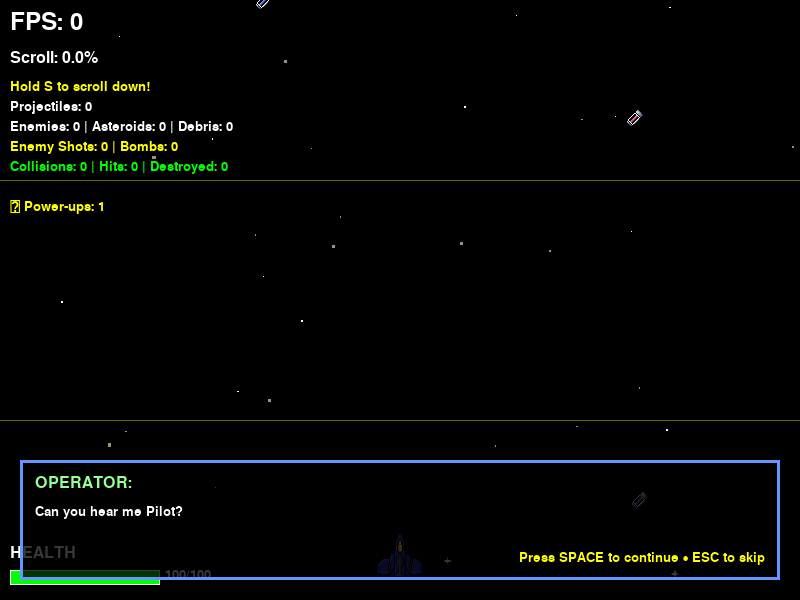 FPS: 0
Scroll: 0.0%
Hold S to scroll down!
Projectiles: 0
Enemies: 0 | Asteroids: 0 | Debris: 0
Enemy Shots: 0 | Bombs: 0
Collisions: 0 | Hits: 0 | Destroyed: 0
Power-ups: 1
OPERATOR:
Can you hear me Pilot?
HEALTH
Press SPACE to continue • ESC to skip
100/100